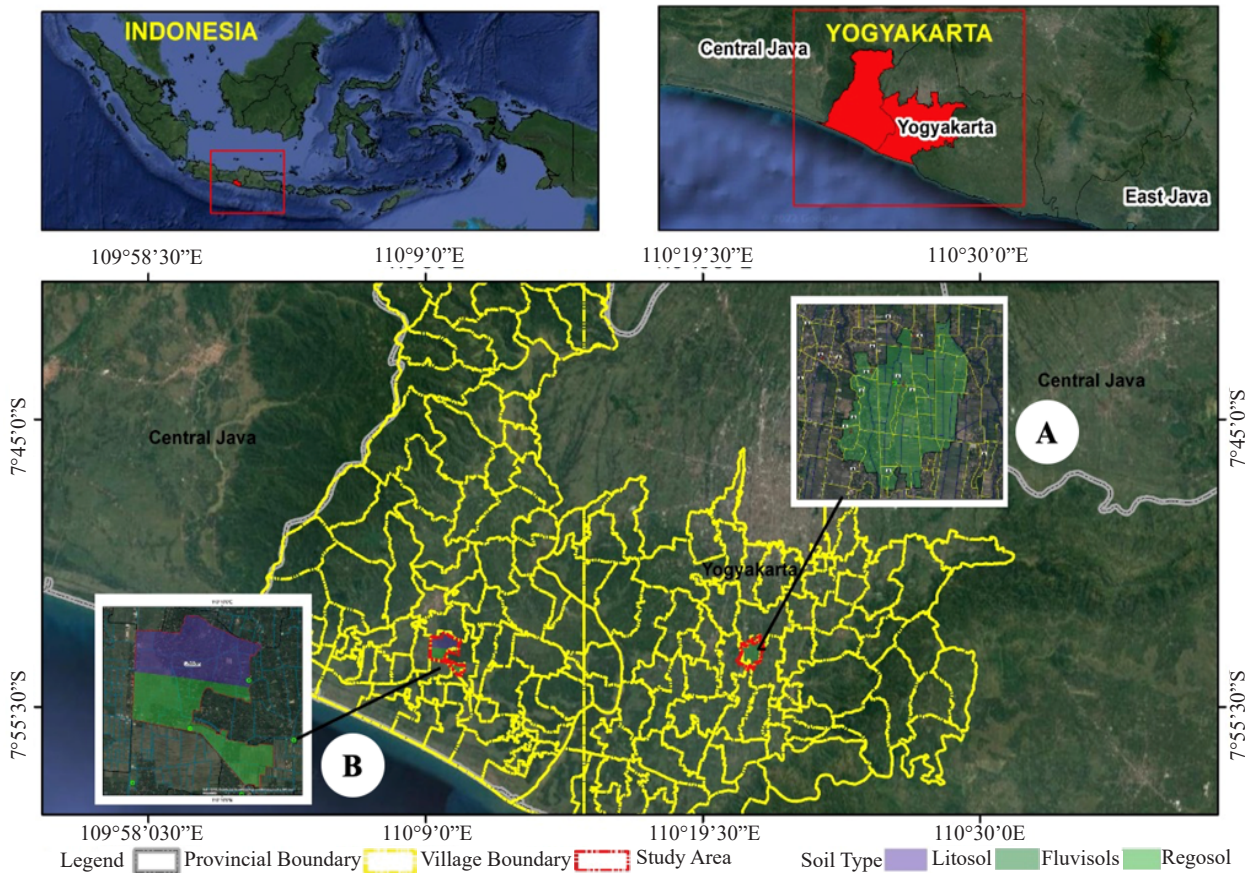 INDONESIA
YOGYAKARTA
Central Java
Yogyakarta
East Java
109°58'30”E 110°9'0”E 110°19'30”E 110°30'0”E
Central Java
Central Java
Yogyakarta
A
B
7°45'0”S
7°45'0”S
7°55'30”S
7°55'30”S
109°58'03”E 110°9'0”E 110°19'30”E 110°30'0E
Legend Provincial Boundary Village Boundary Study Area Soil Type Litosol Fluvisols Regosol